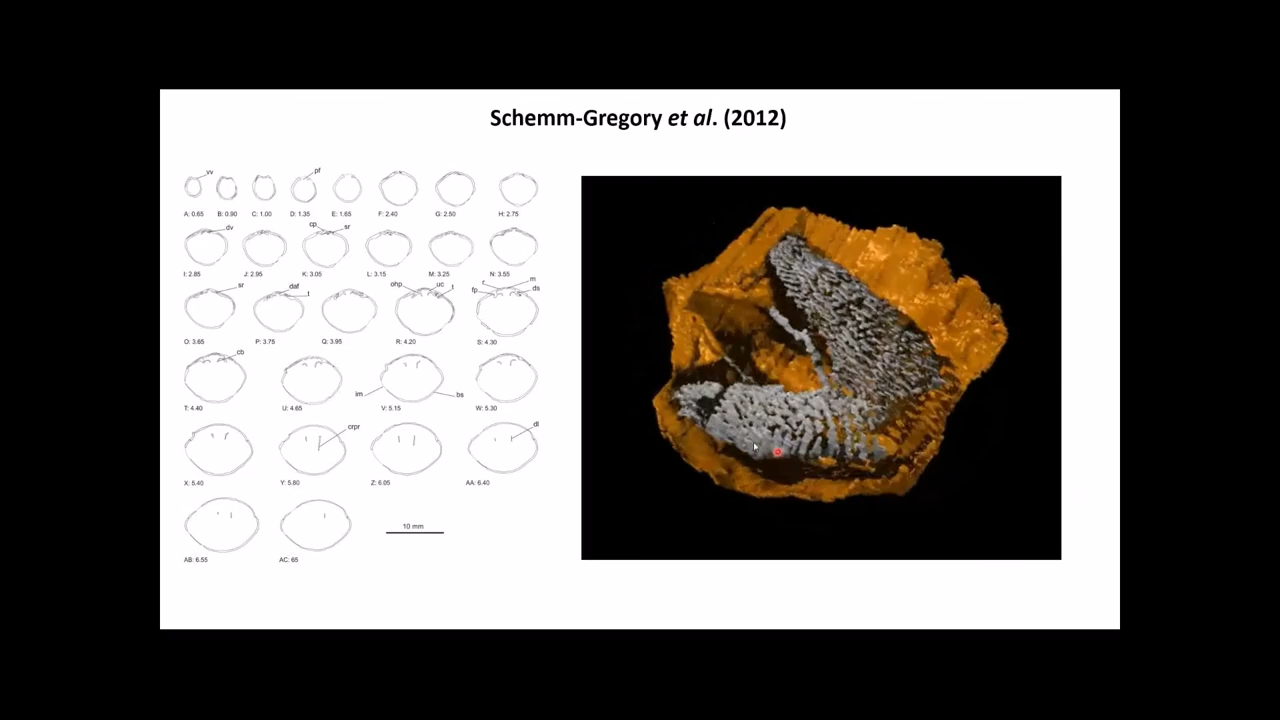 Schemm-Gregory et al. (2012)
vv
pf
A: 0.65 B: 0.90 C: 1.00 D: 1.35 E: 1.65 F: 2.40 G: 2.50 H: 2.75
dv cp sr
I: 2.85 J: 2.95 K: 3.05 L: 3.15 M: 3.25 N: 3.55
sr daf t ohp uc t fp r m ds
O: 3.65 P: 3.75 Q: 3.95 R: 4.20 S: 4.30
cb im bs
T: 4.40 U: 4.65 V: 5.15 W: 5.30
crpr dl
X: 5.40 Y: 5.80 Z: 6.05 AA: 6.40
10 mm
AB: 6.55 AC: 65